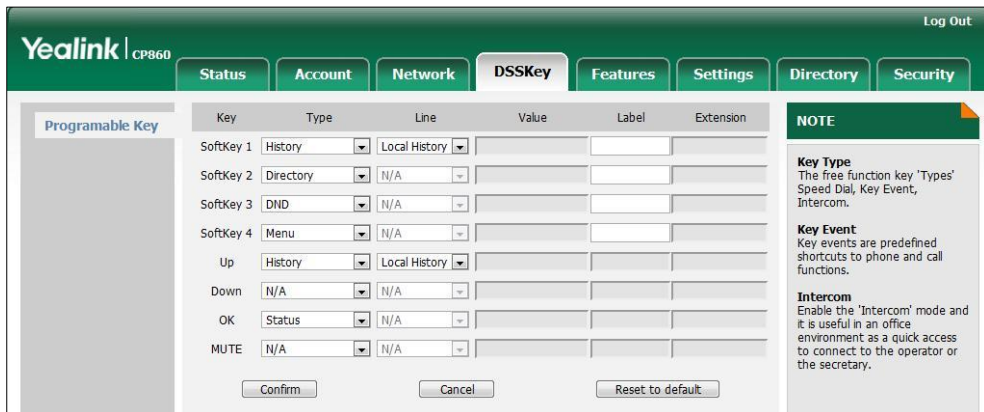 Log Out
Yealink | CP860
Status Account Network DSSKey Features Settings Directory Security
Programable Key
Key Type Line Value Label Extension
SoftKey 1 History Local History
SoftKey 2 Directory N/A
SoftKey 3 DND N/A
SoftKey 4 Menu N/A
Up History Local History
Down N/A N/A
OK Status N/A
MUTE N/A N/A
Confirm Cancel Reset to default
NOTE
Key Type
The free function key 'Types'
Speed Dial, Key Event,
Intercom.
Key Event
Key events are predefined
shortcuts to phone and call
functions.
Intercom
Enable the 'Intercom' mode and
it is useful in an office
environment as a quick access
to connect to the operator or
the secretary.